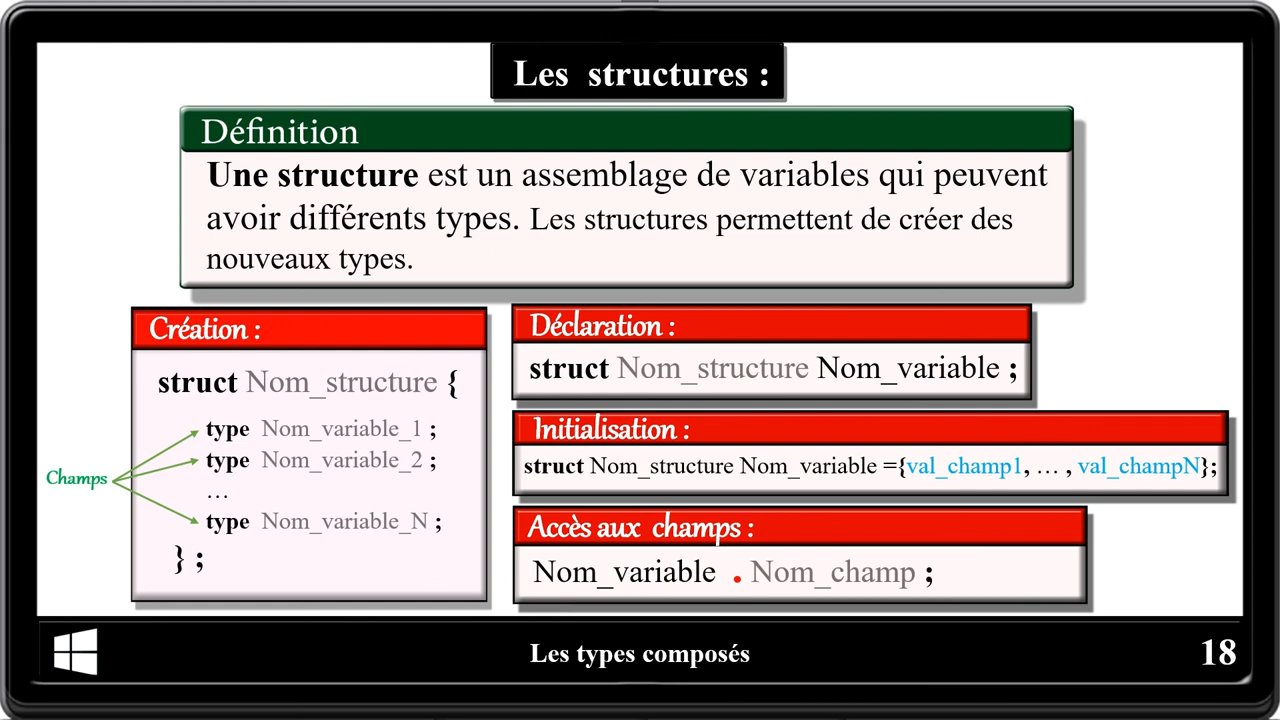 Les structures :
Définition
Une structure est un assemblage de variables qui peuvent
avoir différents types. Les structures permettent de créer des
nouveaux types.
Création :
struct Nom_structure {
type Nom_variable_1 ;
type Nom_variable_2 ;
Champs
...
type Nom_variable_N ;
} ;
Déclaration :
struct Nom_structure Nom_variable ;
Initialisation :
struct Nom_structure Nom_variable ={val_champ1, ... , val_champN};
Accès aux champs :
Nom_variable . Nom_champ ;
Les types composés
18